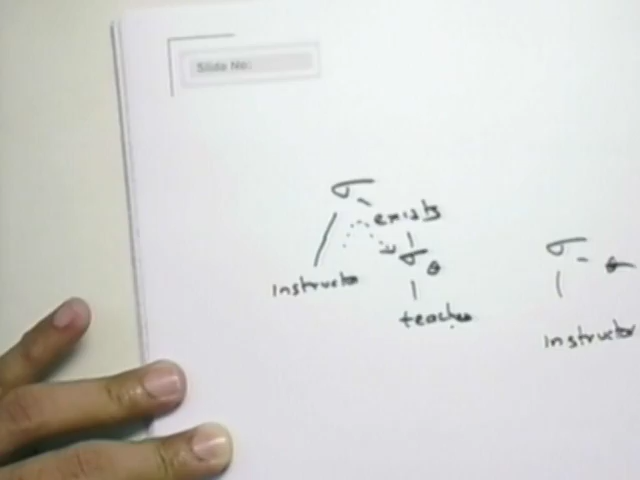 Slide No:
σ
exists
σ θ
instructor
teaches
σ
instructor